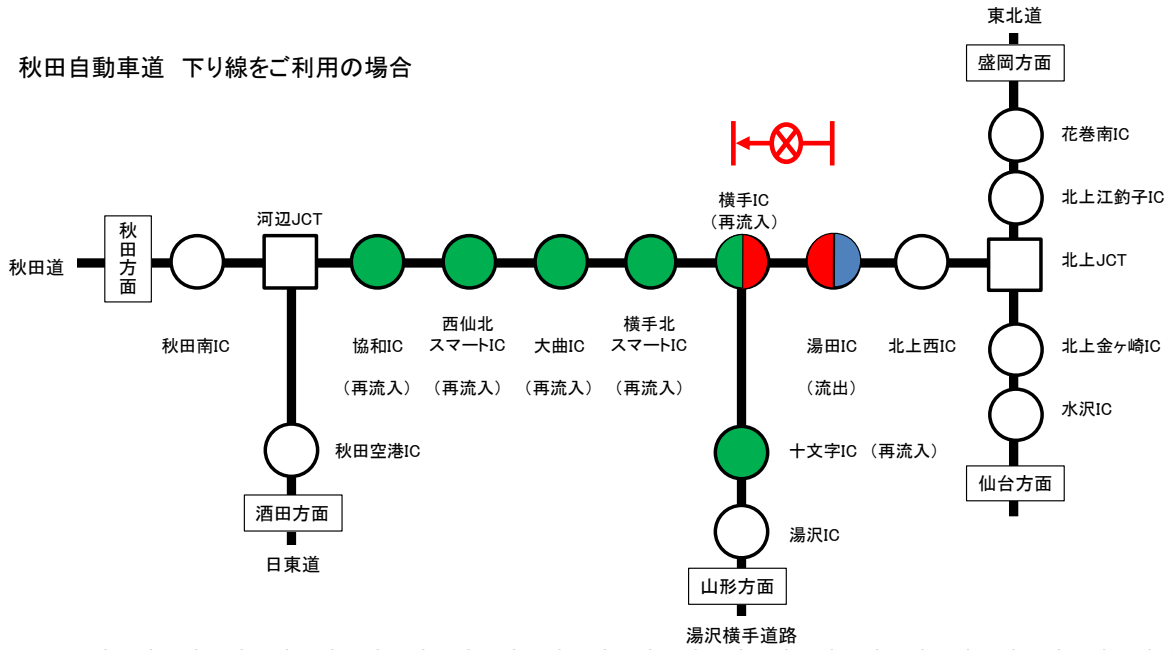 東北道
秋田自動車道 下り線をご利用の場合
盛岡方面
花巻南IC
北上江釣子IC
横手IC
(再流入)
河辺JCT
秋田方面
秋田道
北上JCT
秋田南IC
協和IC
(再流入)
西仙北
スマートIC
(再流入)
大曲IC
(再流入)
横手北
スマートIC
(再流入)
湯田IC
(流出)
北上西IC
北上金ヶ崎IC
水沢IC
仙台方面
秋田空港IC
酒田方面
日東道
十文字IC (再流入)
湯沢IC
山形方面
湯沢横手道路